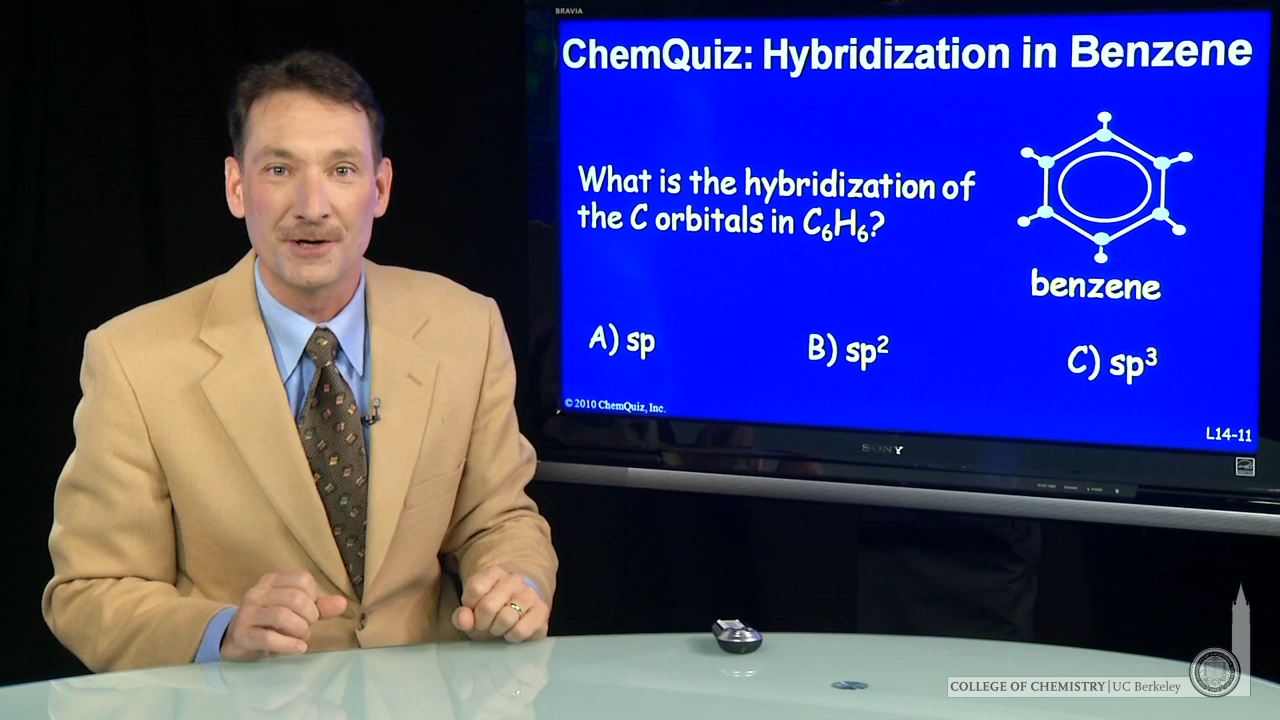 BRAVIA
ChemQuiz: Hybridization in Benzene
What is the hybridization of
the C orbitals in C₆H₆?
benzene
A) sp
B) sp²
C) sp³
© 2010 ChemQuiz, Inc.
L14-11
SONY
COLLEGE OF CHEMISTRY | UC Berkeley